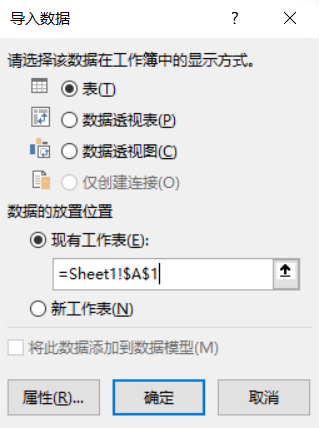 导入数据
?
请选择该数据在工作簿中的显示方式。
表(T)
数据透视表(P)
数据透视图(C)
仅创建连接(O)
数据的放置位置
现有工作表(E):
=Sheet1!$A$1
新工作表(N)
将此数据添加到数据模型(M)
属性(R)... 确定 取消